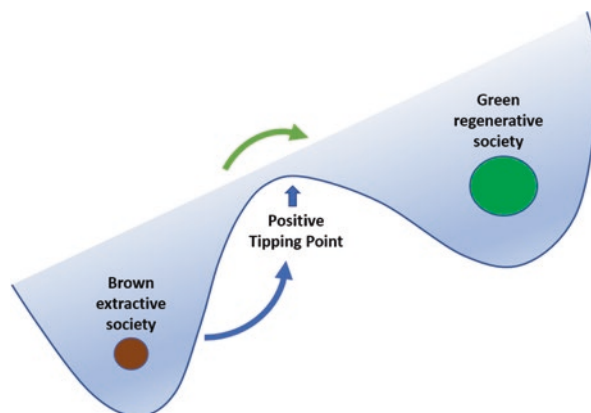 Green
regenerative
society
Positive
Tipping Point
Brown
extractive
society